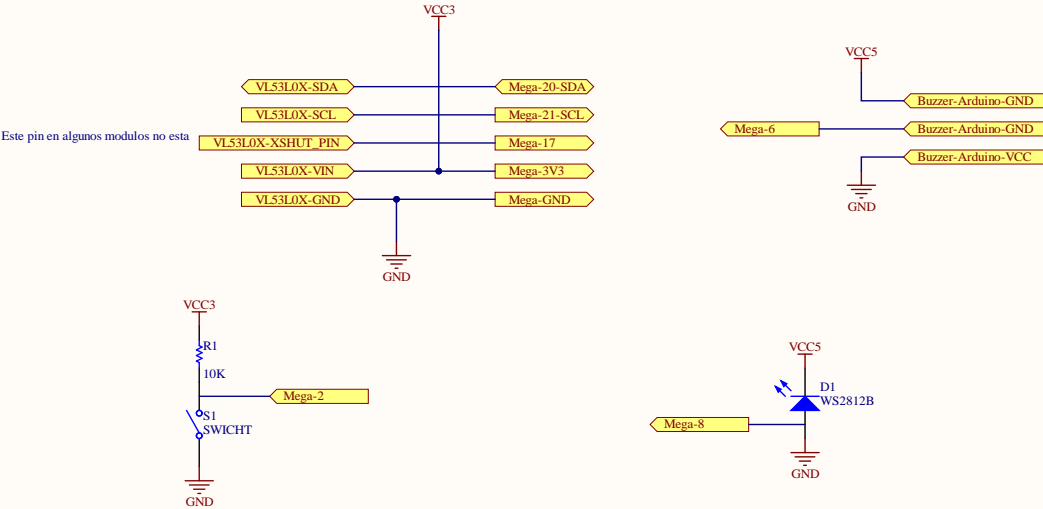 VCC3
VL53L0X-SDA Mega-20-SDA
VL53L0X-SCL Mega-21-SCL
Este pin en algunos modulos no esta VL53L0X-XSHUT_PIN Mega-17
VL53L0X-VIN Mega-3V3
VL53L0X-GND Mega-GND
GND
VCC5
Buzzer-Arduino-GND
Mega-6 Buzzer-Arduino-GND
Buzzer-Arduino-VCC
GND
VCC3
R1
10K
Mega-2
S1
SWICHT
GND
VCC5
D1
WS2812B
Mega-8
GND